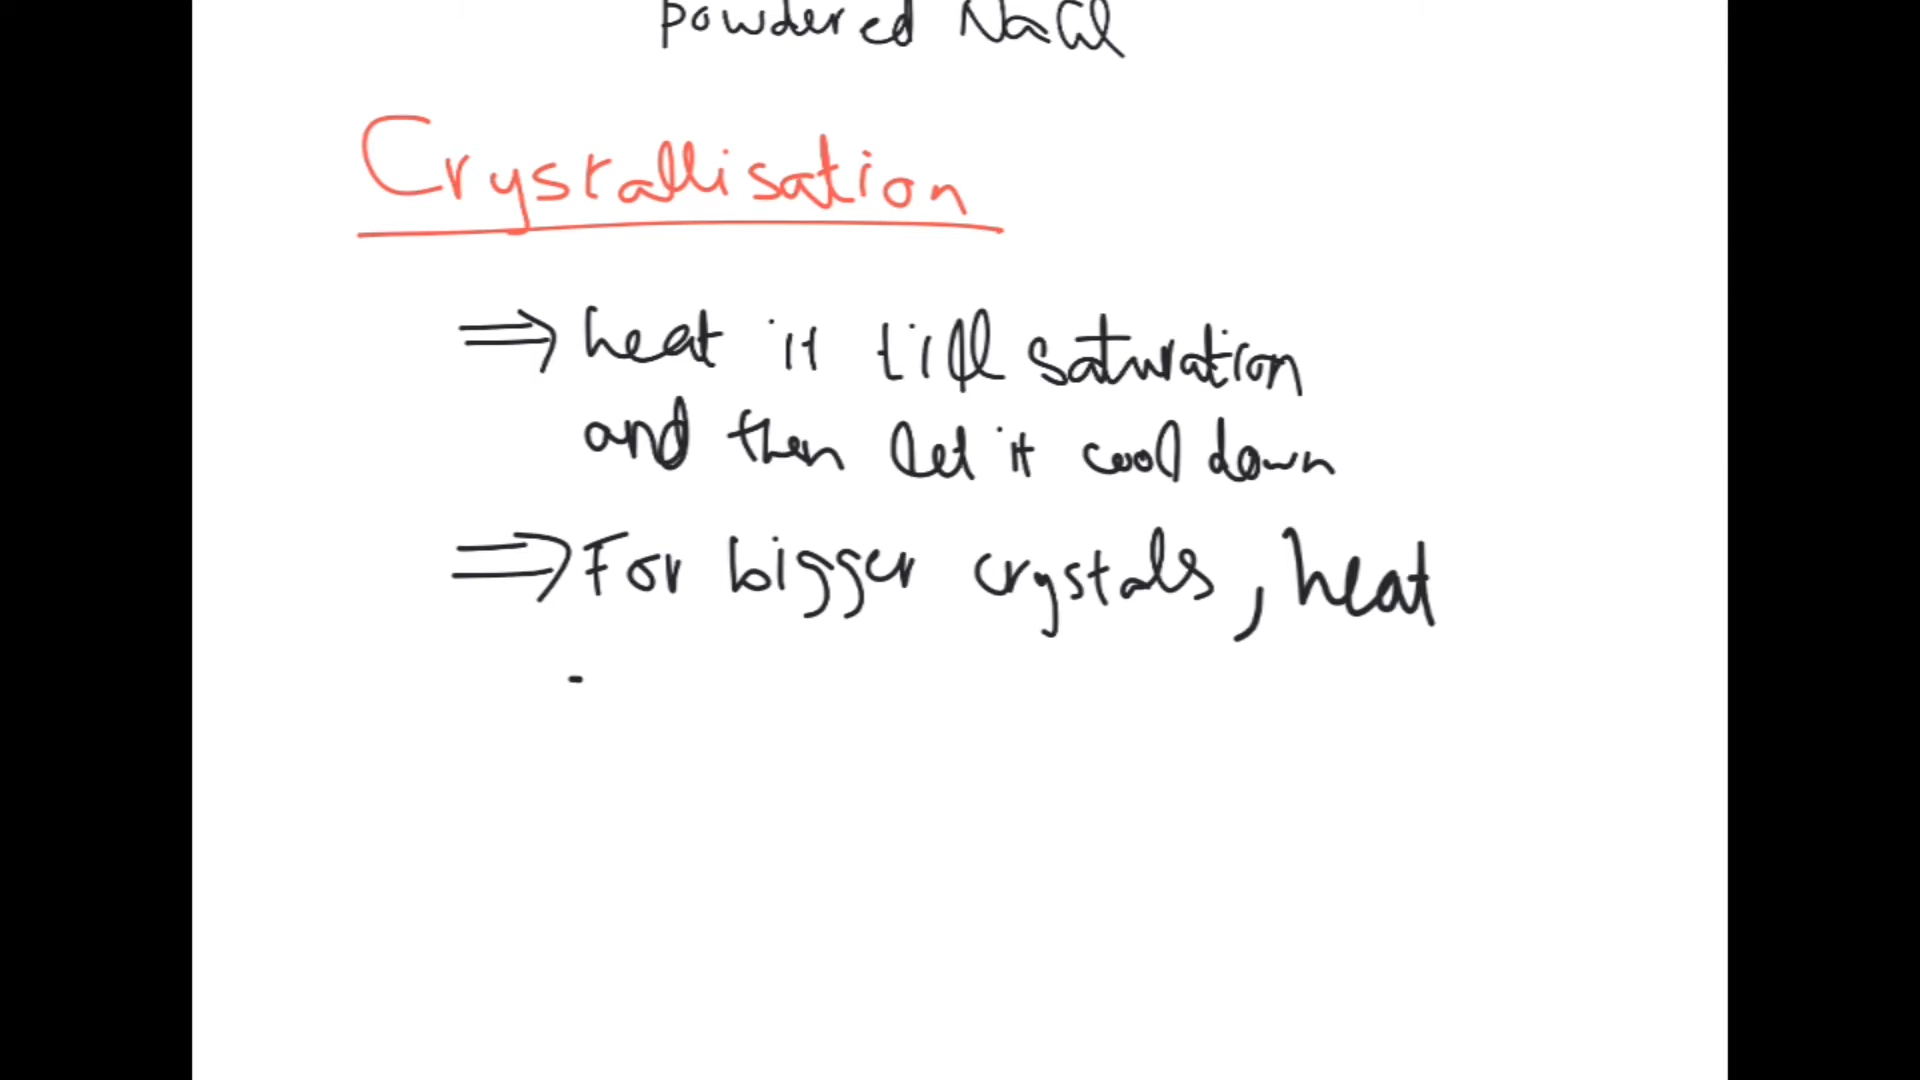 powdered NaCl
Crystallisation
⇒ heat it till saturation
and then let it cool down
⇒ For bigger crystals, heat